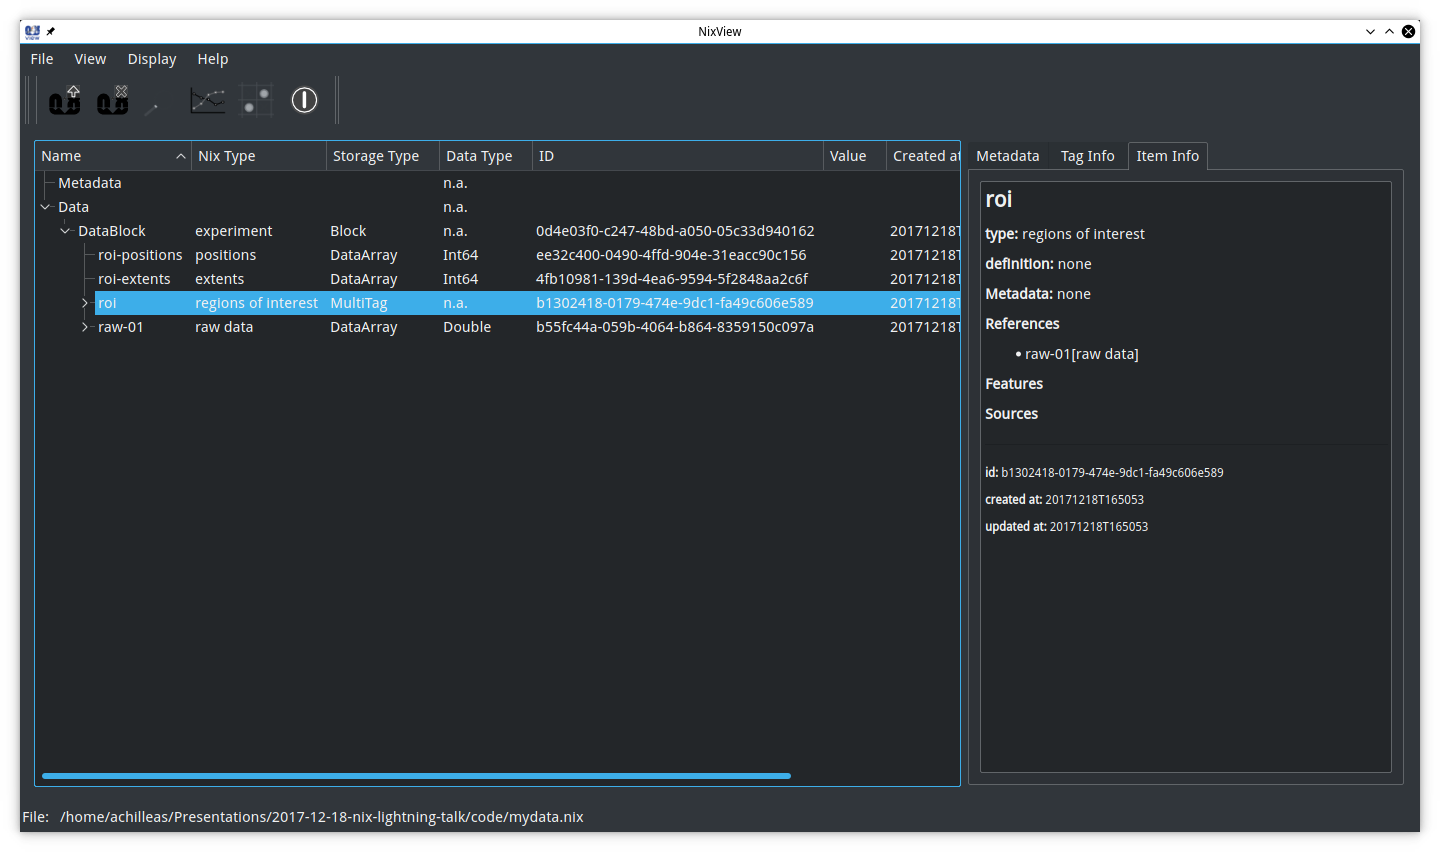 NixView
File View Display Help
Name Nix Type Storage Type Data Type ID Value Created at
Metadata n.a.
Data n.a.
DataBlock experiment Block n.a. 0d4e03f0-c247-48bd-a050-05c33d940162 20171218T
roi-positions positions DataArray Int64 ee32c400-0490-4ffd-904e-31eacc90c156 20171218T
roi-extents extents DataArray Int64 4fb10981-139d-4ea6-9594-5f2848aa2c6f 20171218T
roi regions of interest MultiTag n.a. b1302418-0179-474e-9dc1-fa49c606e589 20171218T
raw-01 raw data DataArray Double b55fc44a-059b-4064-b864-8359150c097a 20171218T
Metadata Tag Info Item Info
roi
type: regions of interest
definition: none
Metadata: none
References
• raw-01[raw data]
Features
Sources
id: b1302418-0179-474e-9dc1-fa49c606e589
created at: 20171218T165053
updated at: 20171218T165053
File: /home/achilleas/Presentations/2017-12-18-nix-lightning-talk/code/mydata.nix